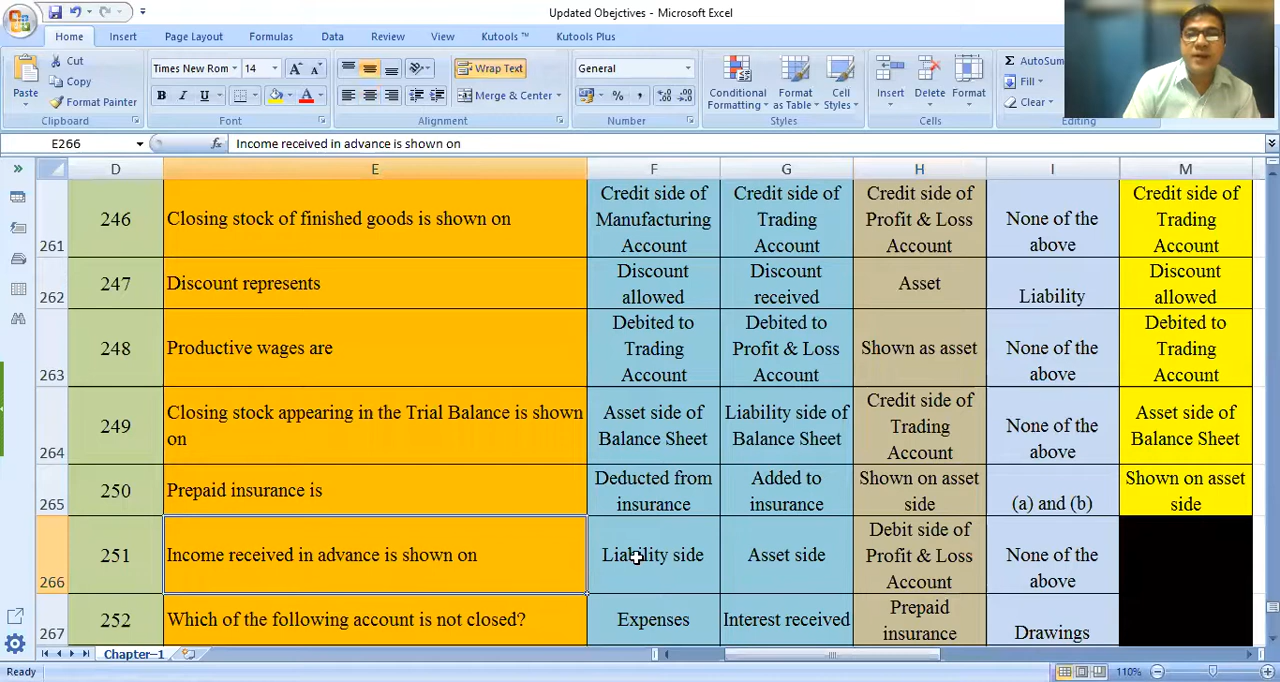 Updated Obejctives - Microsoft Excel
Home Insert Page Layout Formulas Data Review View Kutools ™ Kutools Plus
Paste
Cut
Copy
Format Painter
Clipboard
Times New Rom 14
B I U
Font
Wrap Text
Merge & Center
Alignment
General
Number
Conditional Formatting
Format as Table
Cell Styles
Styles
Insert Delete Format
Cells
AutoSum
Fill
Clear
Editing
E266 fx Income received in advance is shown on
D E F G H I M
261 246 Closing stock of finished goods is shown on Credit side of Manufacturing Account Credit side of Trading Account Credit side of Profit & Loss Account None of the above Credit side of Trading Account
262 247 Discount represents Discount allowed Discount received Asset Liability Discount allowed
263 248 Productive wages are Debited to Trading Account Debited to Profit & Loss Account Shown as asset None of the above Debited to Trading Account
264 249 Closing stock appearing in the Trial Balance is shown on Asset side of Balance Sheet Liability side of Balance Sheet Credit side of Trading Account None of the above Asset side of Balance Sheet
265 250 Prepaid insurance is Deducted from insurance Added to insurance Shown on asset side (a) and (b) Shown on asset side
266 251 Income received in advance is shown on Liability side Asset side Debit side of Profit & Loss Account None of the above
267 252 Which of the following account is not closed? Expenses Interest received Prepaid insurance Drawings
Chapter-1
Ready 110%